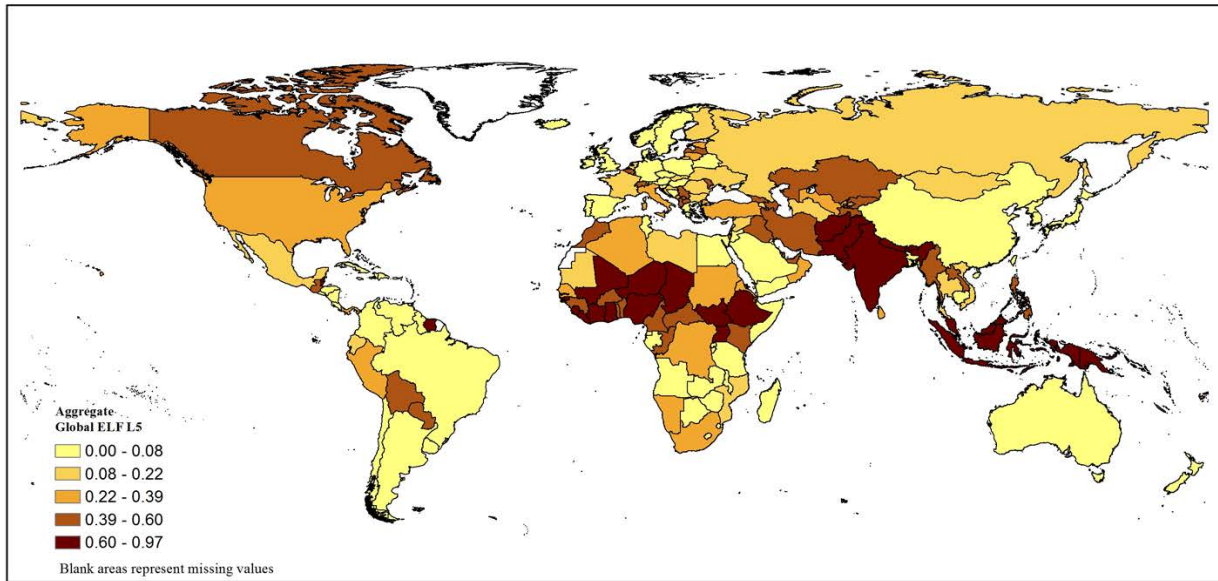 Aggregate
Global ELF L5
0.00 - 0.08
0.08 - 0.22
0.22 - 0.39
0.39 - 0.60
0.60 - 0.97
Blank areas represent missing values